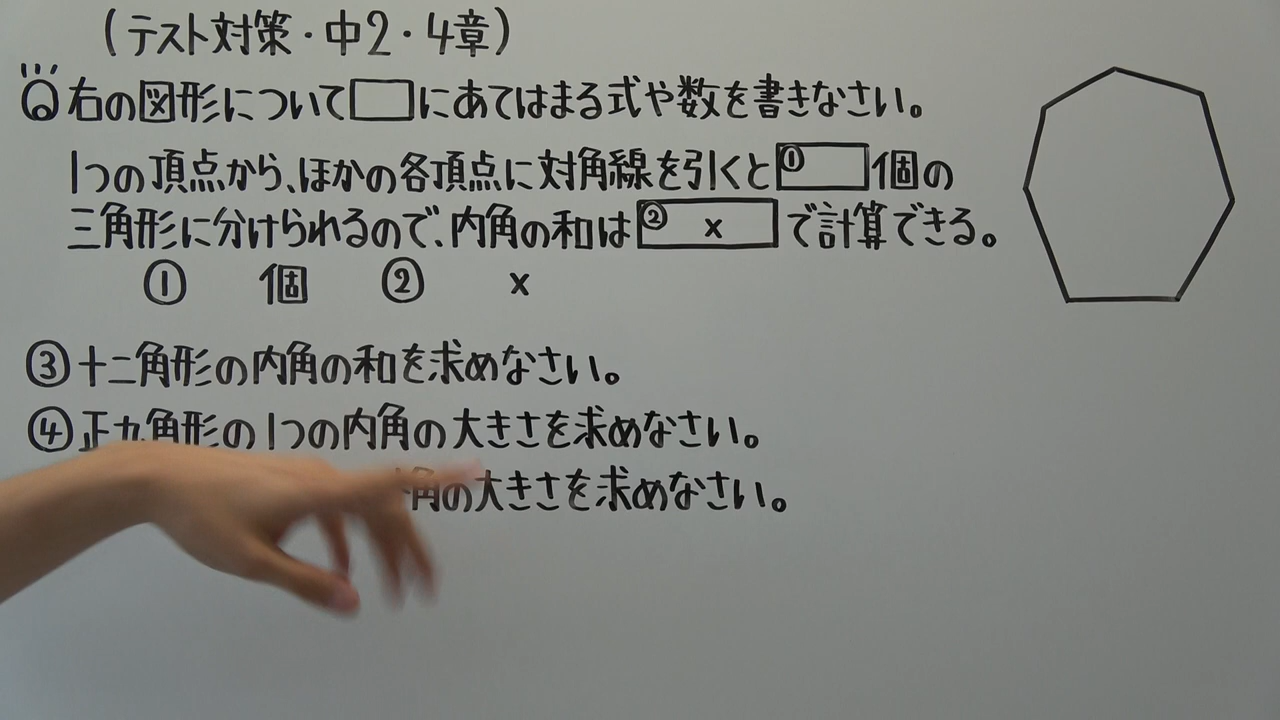 (テスト対策・中2・4章)
Q 右の図形について□にあてはまる式や数を書きなさい。
1つの頂点から、ほかの各頂点に対角線を引くと①個の
三角形に分けられるので、内角の和は② xで計算できる。
① 個 ② x
③十二角形の内角の和を求めなさい。
④正九角形の1つの内角の大きさを求めなさい。
角の大きさを求めなさい。